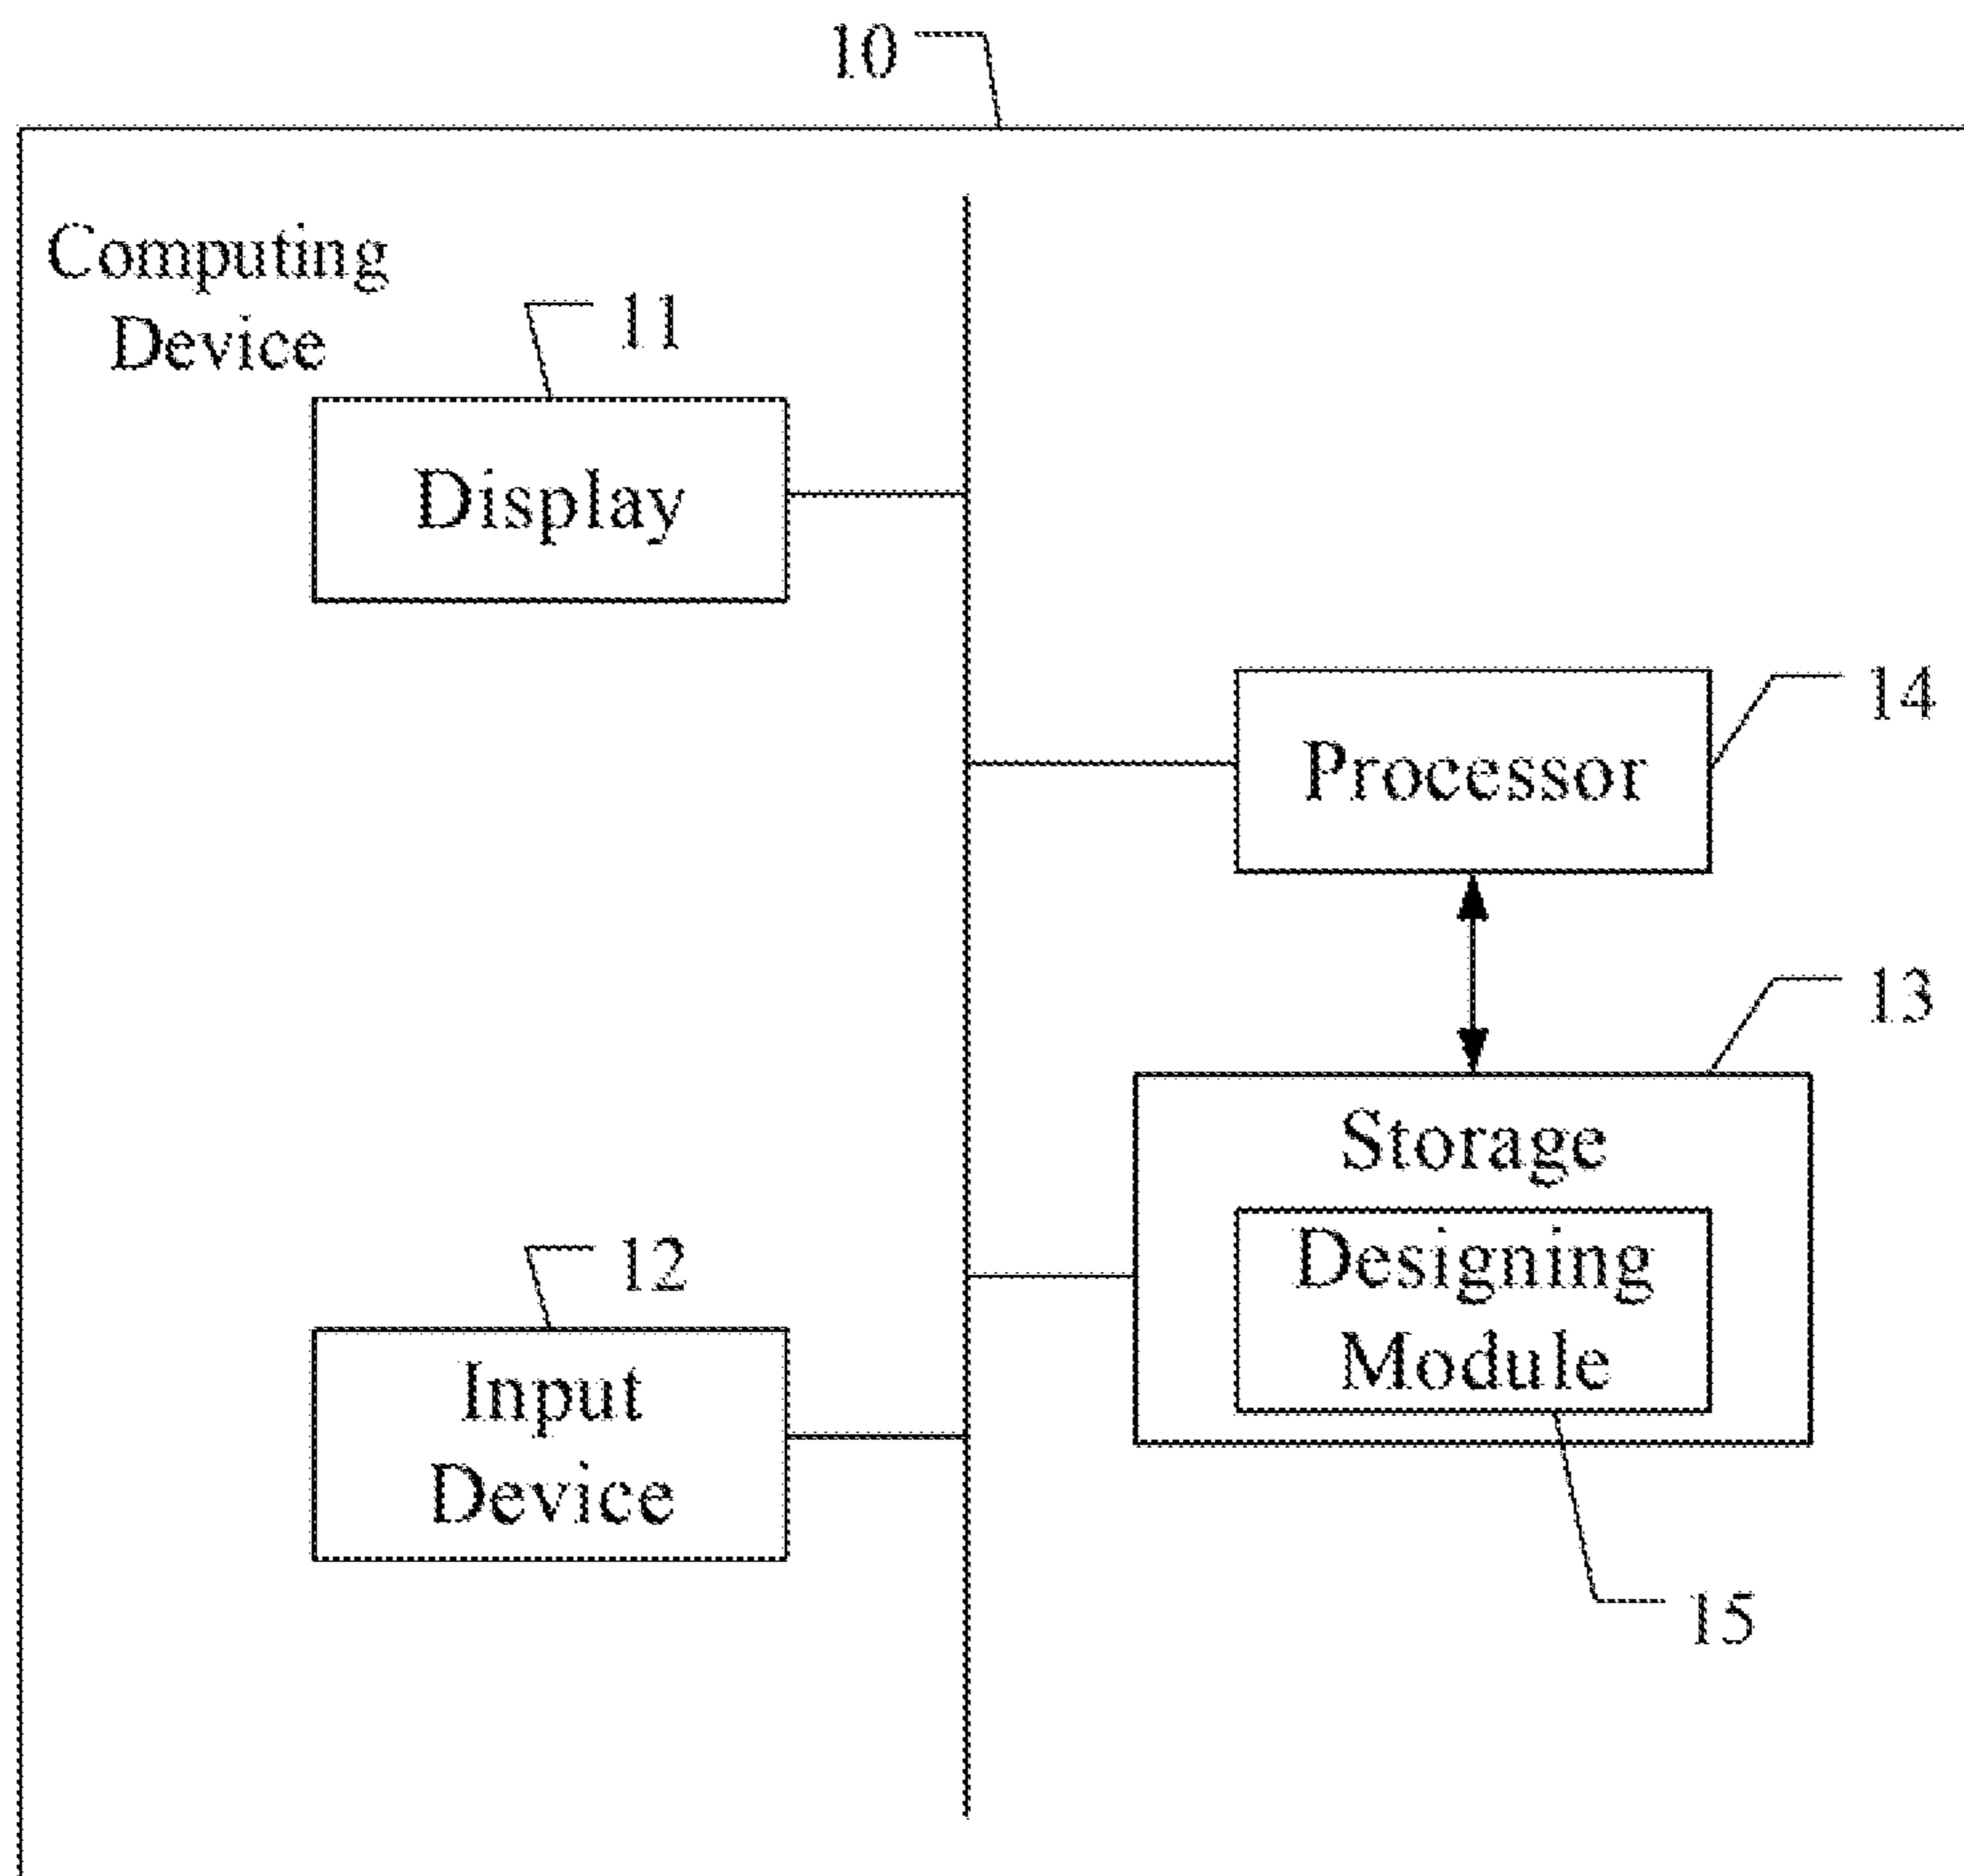 10
Computing
Device
11
Display
14
Processor
13
Storage
Designing
Module
12
Input
Device
15